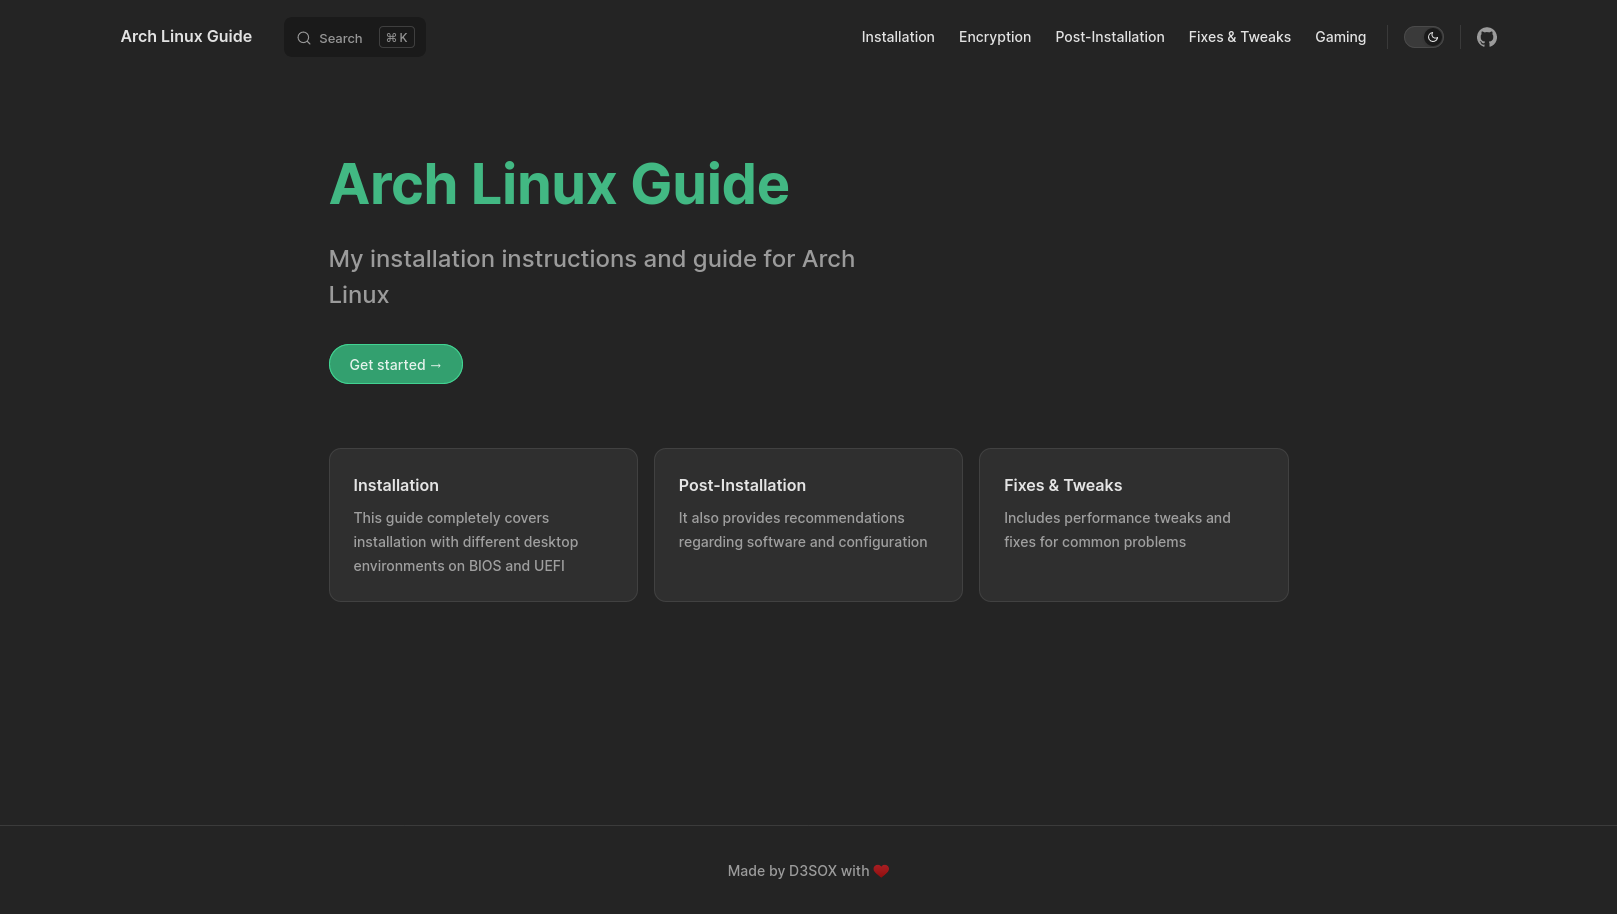 Arch Linux Guide
Search ⌘ K
Installation Encryption Post-Installation Fixes & Tweaks Gaming
Arch Linux Guide
My installation instructions and guide for Arch
Linux
Get started →
Installation
This guide completely covers
installation with different desktop
environments on BIOS and UEFI
Post-Installation
It also provides recommendations
regarding software and configuration
Fixes & Tweaks
Includes performance tweaks and
fixes for common problems
Made by D3SOX with ❤